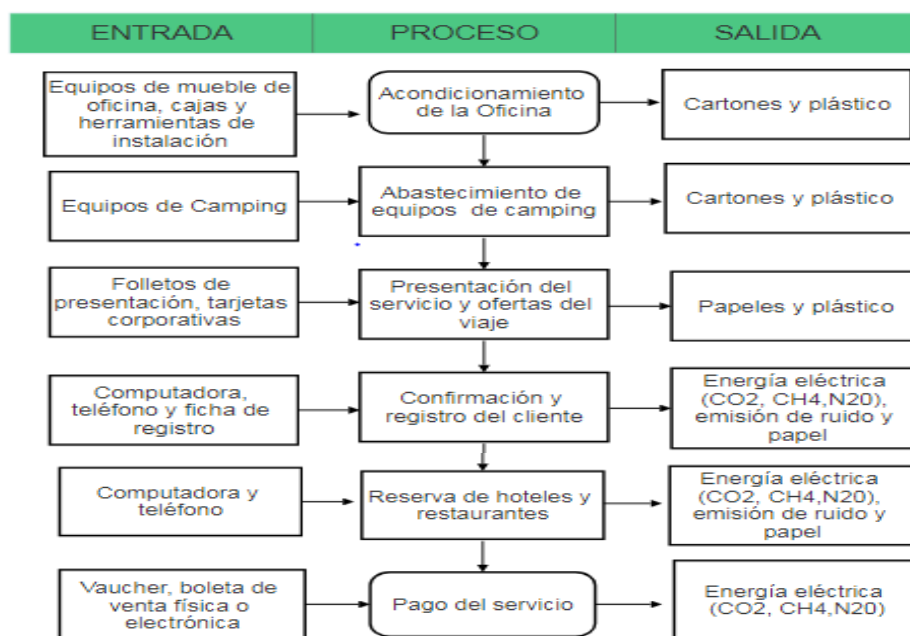 ENTRADA PROCESO SALIDA
Equipos de mueble de
oficina, cajas y
herramientas de
instalación
Acondicionamiento
de la Oficina
Cartones y plástico
Equipos de Camping
Abastecimiento de
equipos de camping
Cartones y plástico
Folletos de
presentación, tarjetas
corporativas
Presentación del
servicio y ofertas del
viaje
Papeles y plástico
Computadora,
teléfono y ficha de
registro
Confirmación y
registro del cliente
Energía eléctrica
(CO2, CH4,N20),
emisión de ruido y
papel
Computadora y
teléfono
Reserva de hoteles y
restaurantes
Energía eléctrica
(CO2, CH4,N20),
emisión de ruido y
papel
Vaucher, boleta de
venta física o
electrónica
Pago del servicio
Energía eléctrica
(CO2, CH4,N20)